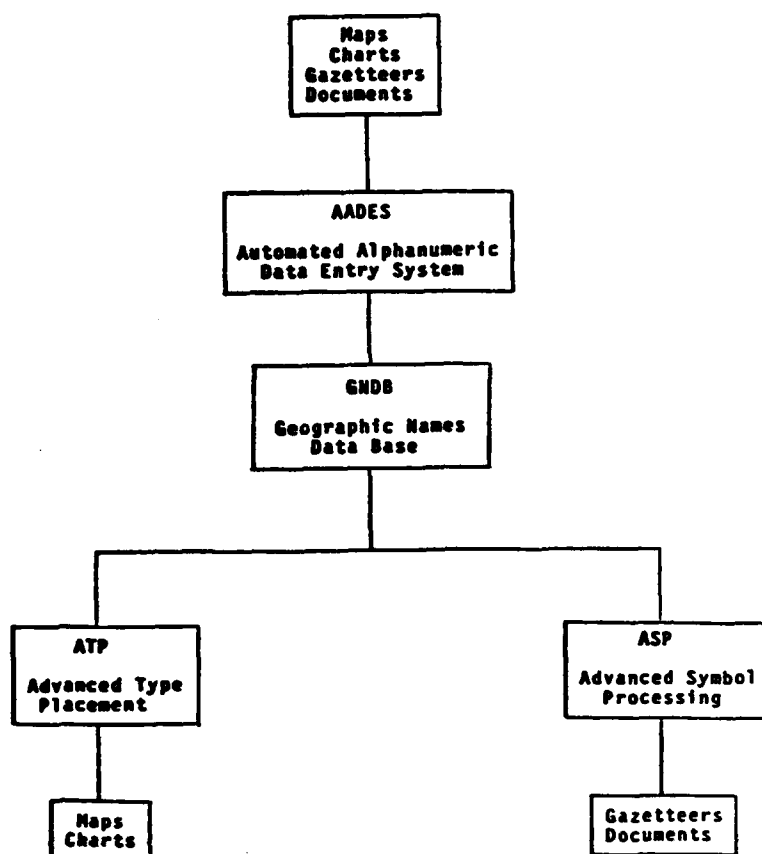 Maps
Charts
Gazetteers
Documents
AADES
Automated Alphanumeric
Data Entry System
GNDB
Geographic Names
Data Base
ATP
Advanced Type
Placement
ASP
Advanced Symbol
Processing
Maps
Charts
Gazetteers
Documents